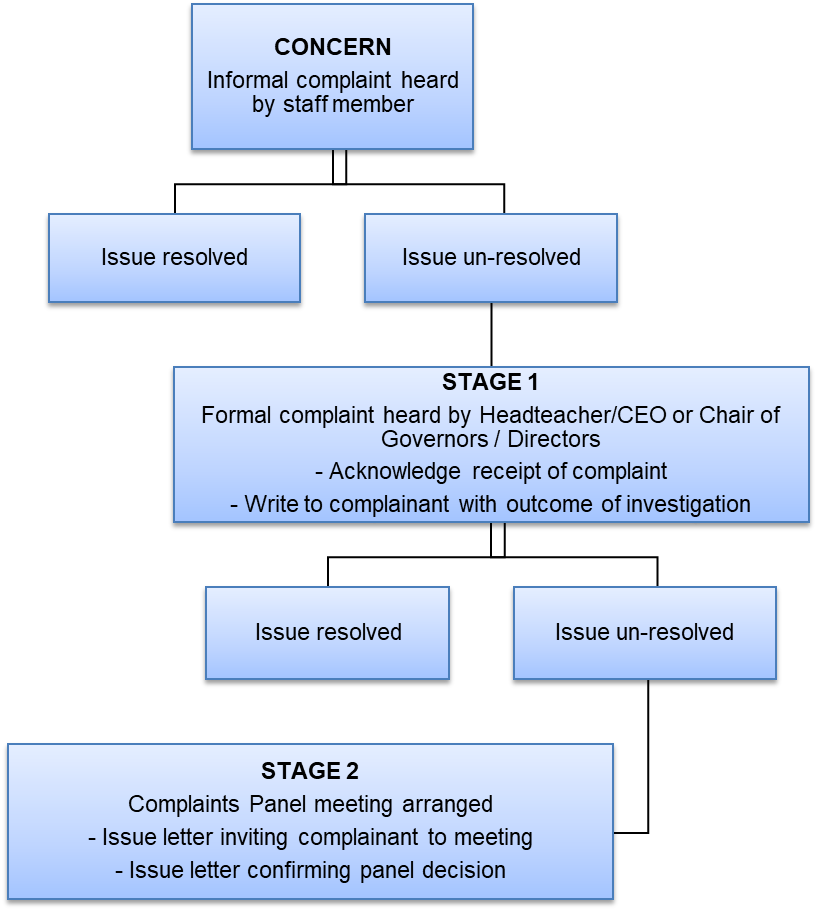 CONCERN
Informal complaint heard
by staff member
Issue resolved
Issue un-resolved
STAGE 1
Formal complaint heard by Headteacher/CEO or Chair of
Governors / Directors
- Acknowledge receipt of complaint
- Write to complainant with outcome of investigation
Issue resolved
Issue un-resolved
STAGE 2
Complaints Panel meeting arranged
- Issue letter inviting complainant to meeting
- Issue letter confirming panel decision